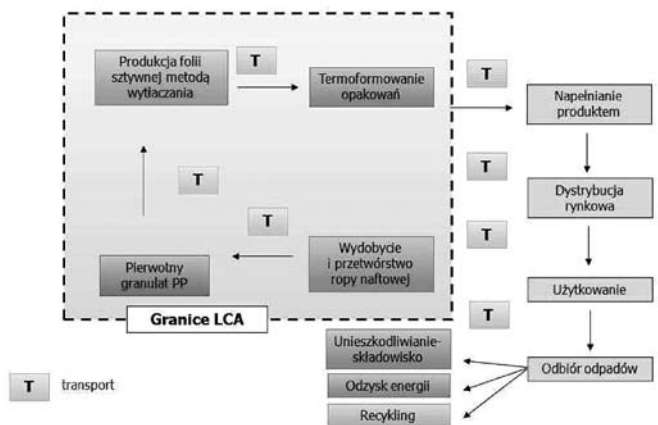 Produkcja folii
sztywnej metodą
wytłaczania
T
Termoformowanie
opakowań
T
Napełnianie
produktem
T
T
Dystrybucja
rynkowa
T
T
Pierwotny
granulat PP
Wydobycie
i przetwórstwo
ropy naftowej
Użytkowanie
Granice LCA
T
Unieszkodliwianie-
składowisko
Odbiór odpadów
T
transport
Odzysk energii
Recykling